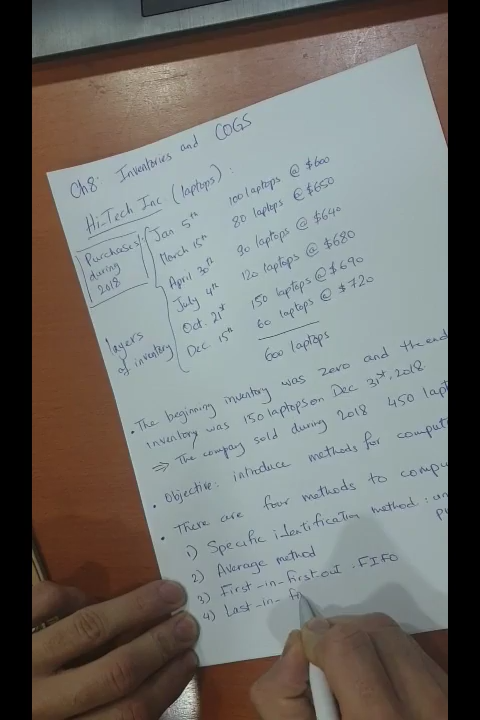 Ch8: Inventories and COGS
Hi-Tech Inc (laptops):
Purchases during 2018
Jan 5th 100 laptops @ $600
March 15th 80 laptops @ $650
April 30th 90 laptops @ $640
July 4th 120 laptops @ $680
Oct. 21st 150 laptops @ $690
Dec. 15th 60 laptops @ $720
600 laptops
layers of inventory
• The beginning inventory was zero and the end
inventory was 150 laptops on Dec 31st, 2018.
⇒ The company sold during 2018 450 lapt
• Objective: introduce methods for comput
• There are four methods to compu
1) Specific identification method: un
2) Average method
3) First-in-first-out. FIFO
4) Last-in-fi